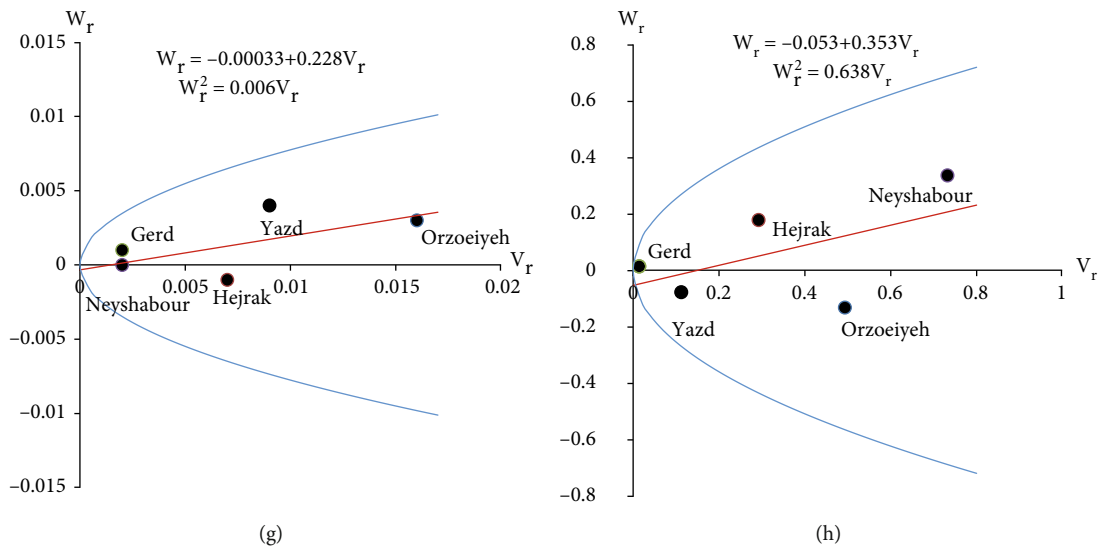 W_r
0.015
W_r = –0.00033+0.228V_r
W_r^2 = 0.006V_r
0.01
0.005
Gerd
Yazd
Orzoeiyeh
0
V_r
0
0.005
0.01
0.015
0.02
Neyshabour
Hejrak
–0.005
–0.01
–0.015
(g)
W_r
0.8
W_r = –0.053+0.353V_r
W_r^2 = 0.638V_r
0.6
0.4
Neyshabour
0.2
Hejrak
Gerd
0
V_r
0
0.2
0.4
0.6
0.8
1
Yazd
Orzoeiyeh
–0.2
–0.4
–0.6
–0.8
(h)